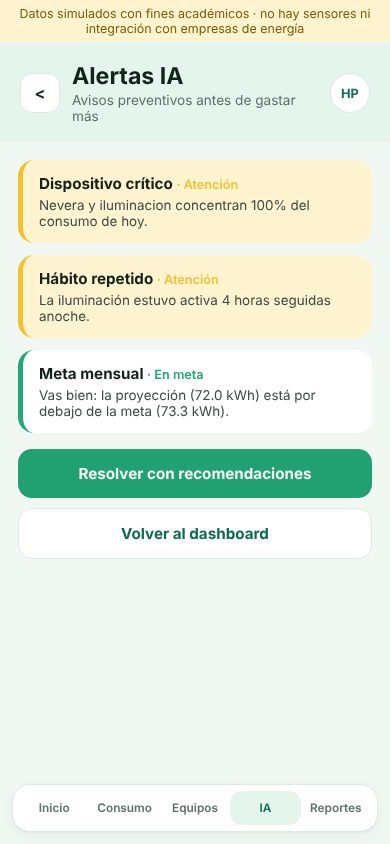 Datos simulados con fines académicos · no hay sensores ni
integración con empresas de energía
<
Alertas IA
Avisos preventivos antes de gastar
más
HP
Dispositivo crítico · Atención
Nevera y iluminacion concentran 100% del
consumo de hoy.
Hábito repetido · Atención
La iluminación estuvo activa 4 horas seguidas
anoche.
Meta mensual · En meta
Vas bien: la proyección (72.0 kWh) está por
debajo de la meta (73.3 kWh).
Resolver con recomendaciones
Volver al dashboard
Inicio Consumo Equipos IA Reportes